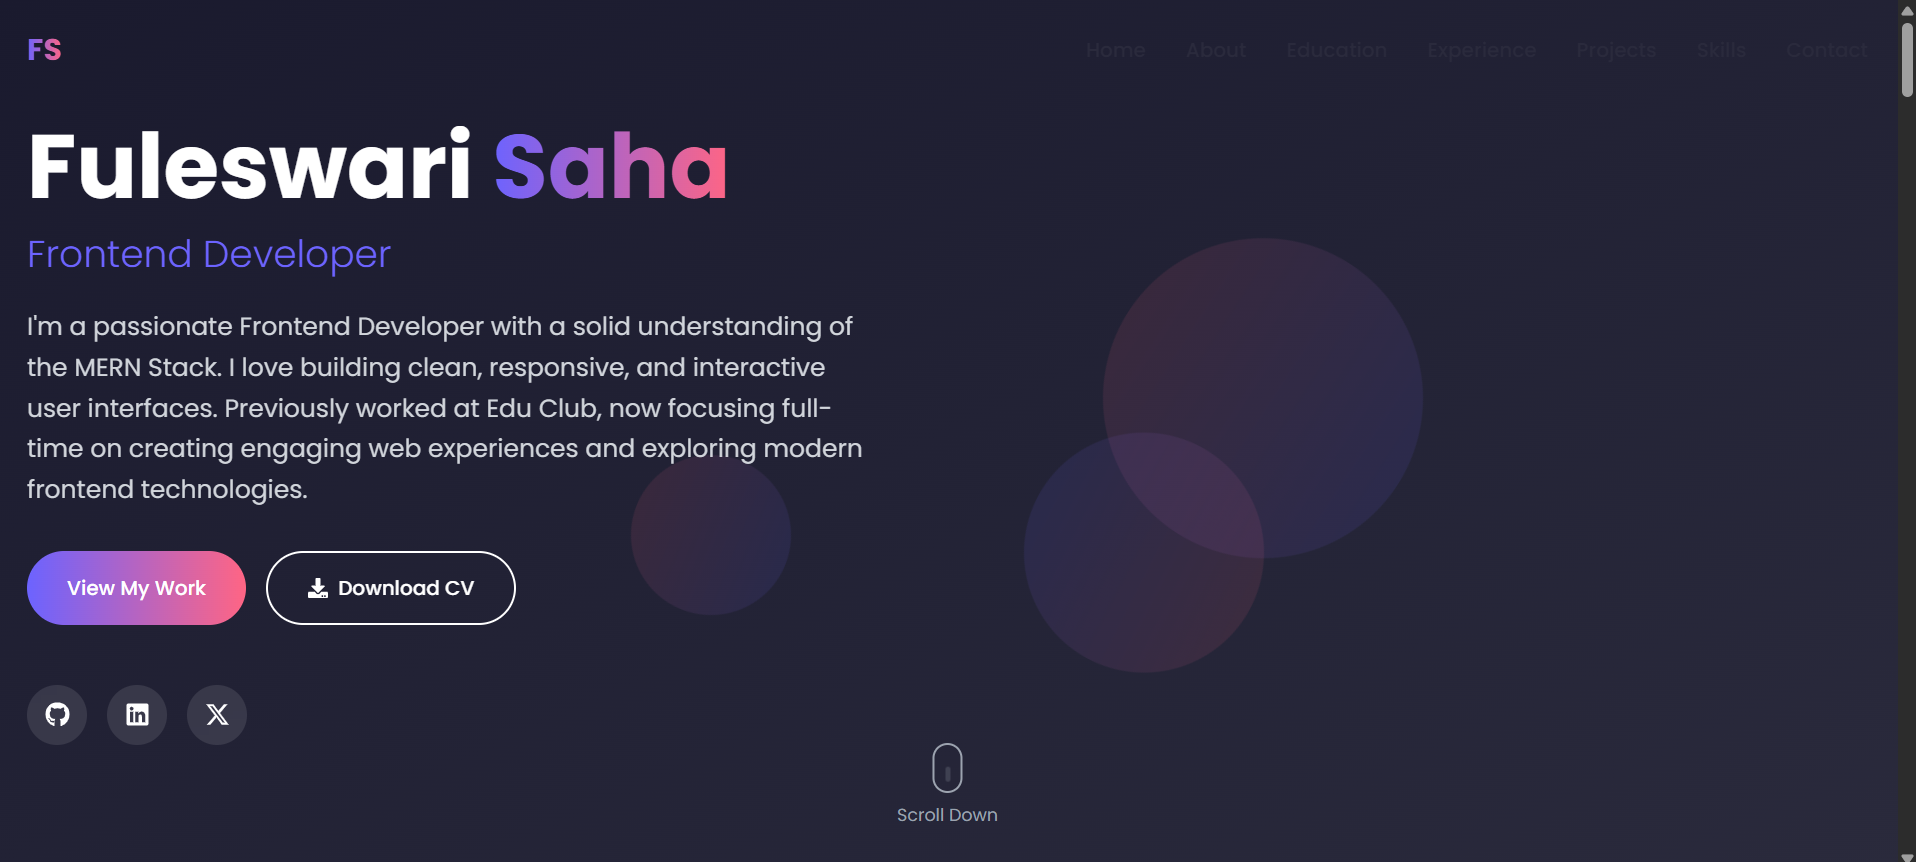 FS
Home About Education Experience Projects Skills Contact
Fuleswari Saha
Frontend Developer
I'm a passionate Frontend Developer with a solid understanding of
the MERN Stack. I love building clean, responsive, and interactive
user interfaces. Previously worked at Edu Club, now focusing full-
time on creating engaging web experiences and exploring modern
frontend technologies.
View My Work
Download CV
Scroll Down